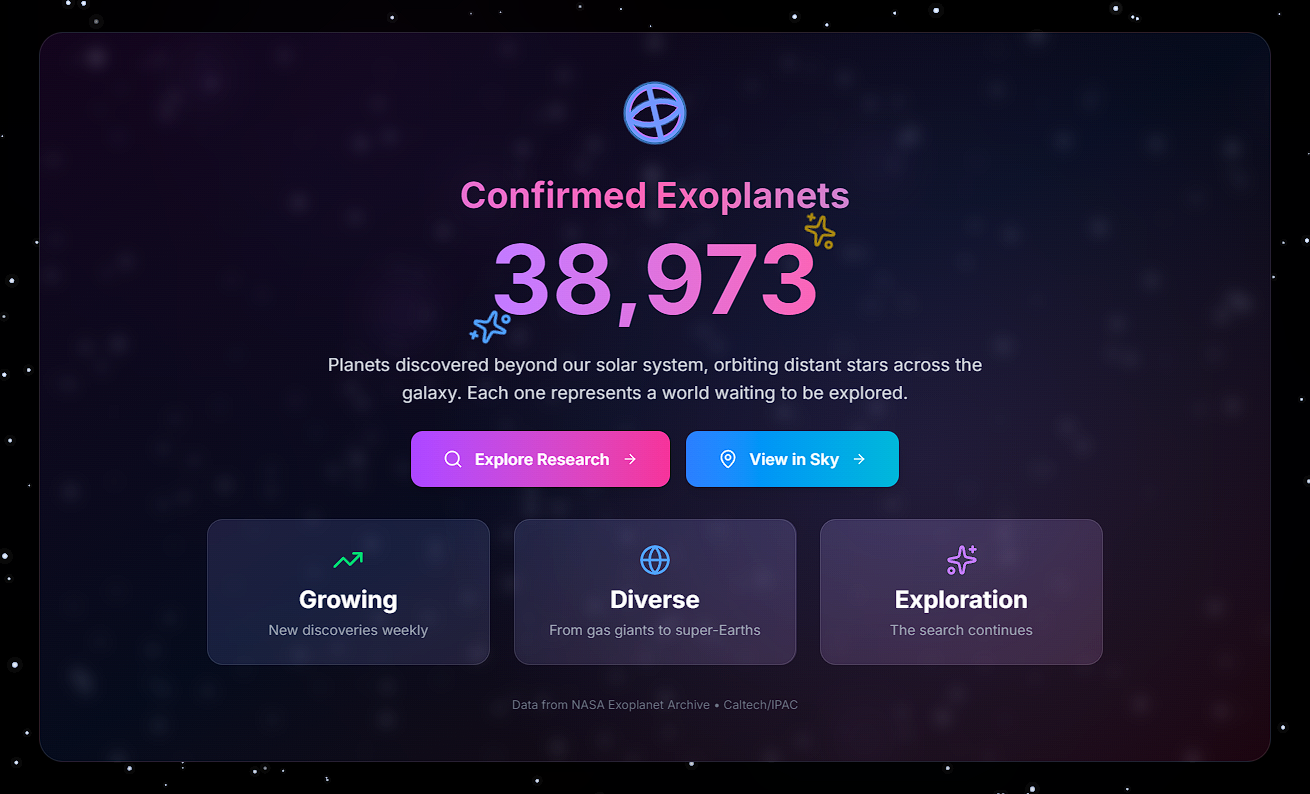 Confirmed Exoplanets
38,973
Planets discovered beyond our solar system, orbiting distant stars across the
galaxy. Each one represents a world waiting to be explored.
Explore Research
View in Sky
Growing
New discoveries weekly
Diverse
From gas giants to super-Earths
Exploration
The search continues
Data from NASA Exoplanet Archive • Caltech/IPAC